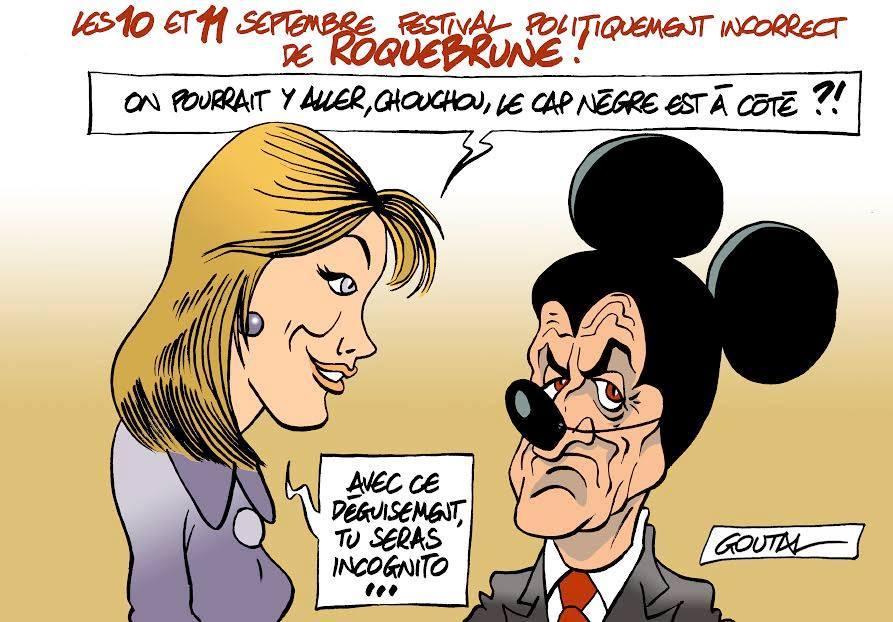 LES 10 ET 11 SEPTEMBRE FESTIVAL POLITIQUEMENT INCORRECT
DE ROQUEBRUNE.
ON POURRAIT Y ALLER, CHOUCHOU, LE CAP NÈGRE EST À CÔTÉ ?!
AVEC CE
DÉGUISEMENT,
TU SERAS
INCOGNITO
...
GOUTAL